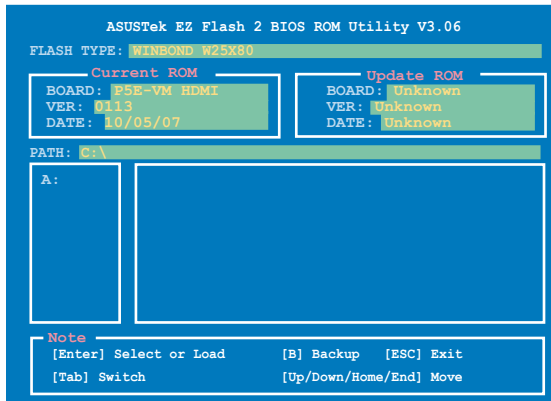 ASUSTek EZ Flash 2 BIOS ROM Utility V3.06
FLASH TYPE: WINBOND W25X80
Current ROM
BOARD: P5E-VM HDMI
VER: 0113
DATE: 10/05/07
Update ROM
BOARD: Unknown
VER: Unknown
DATE: Unknown
PATH: C:\
A:
Note
[Enter] Select or Load [B] Backup [ESC] Exit
[Tab] Switch [Up/Down/Home/End] Move